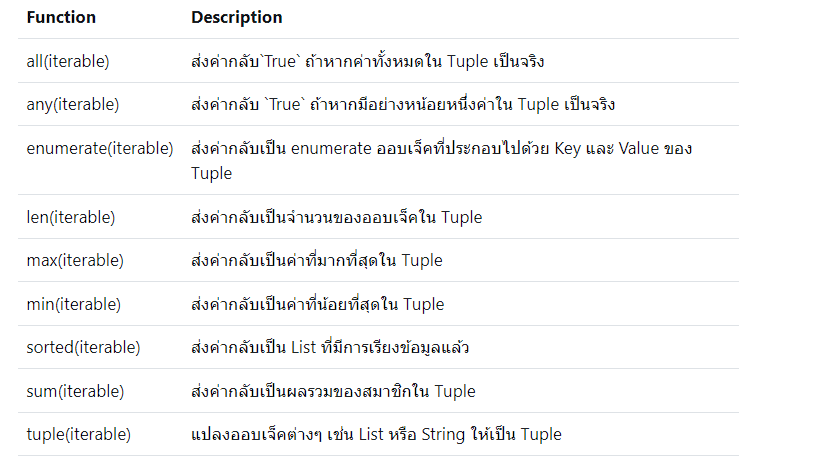 Function Description
all(iterable) ส่งค่ากลับ`True` ถ้าหากค่าทั้งหมดใน Tuple เป็นจริง
any(iterable) ส่งค่ากลับ `True` ถ้าหากมีอย่างหน้อยหนึ่งค่าใน Tuple เป็นจริง
enumerate(iterable) ส่งค่ากลับเป็น enumerate ออบเจ็คที่ประกอบไปด้วย Key และ Value ของ
Tuple
len(iterable) ส่งค่ากลับเป็นจำนวนของออบเจ็คใน Tuple
max(iterable) ส่งค่ากลับเป็นค่าที่มากที่สุดใน Tuple
min(iterable) ส่งค่ากลับเป็นค่าที่น้อยที่สุดใน Tuple
sorted(iterable) ส่งค่ากลับเป็น List ที่มีการเรียงข้อมูลแล้ว
sum(iterable) ส่งค่ากลับเป็นผลรวมของสมาชิกใน Tuple
tuple(iterable) แปลงออบเจ็คต่างๆ เช่น List หรือ String ให้เป็น Tuple